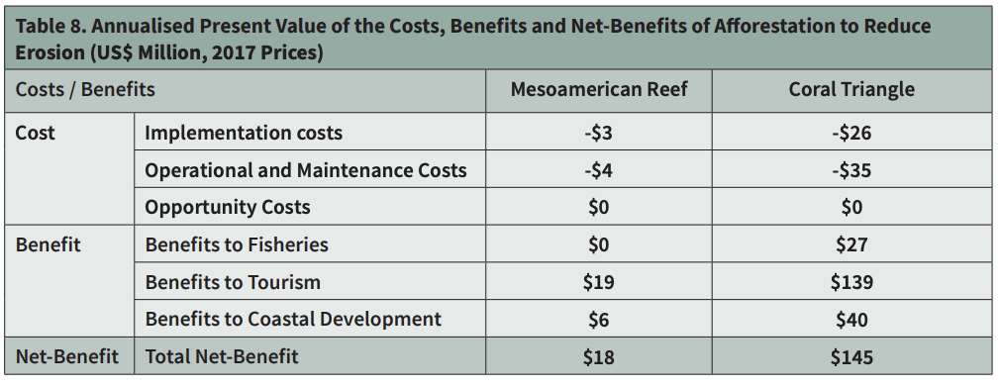 Table 8. Annualised Present Value of the Costs, Benefits and Net-Benefits of Afforestation to Reduce
Erosion (US$ Million, 2017 Prices)
Costs / Benefits Mesoamerican Reef Coral Triangle
Cost Implementation costs -$3 -$26
Operational and Maintenance Costs -$4 -$35
Opportunity Costs $0 $0
Benefit Benefits to Fisheries $0 $27
Benefits to Tourism $19 $139
Benefits to Coastal Development $6 $40
Net-Benefit Total Net-Benefit $18 $145